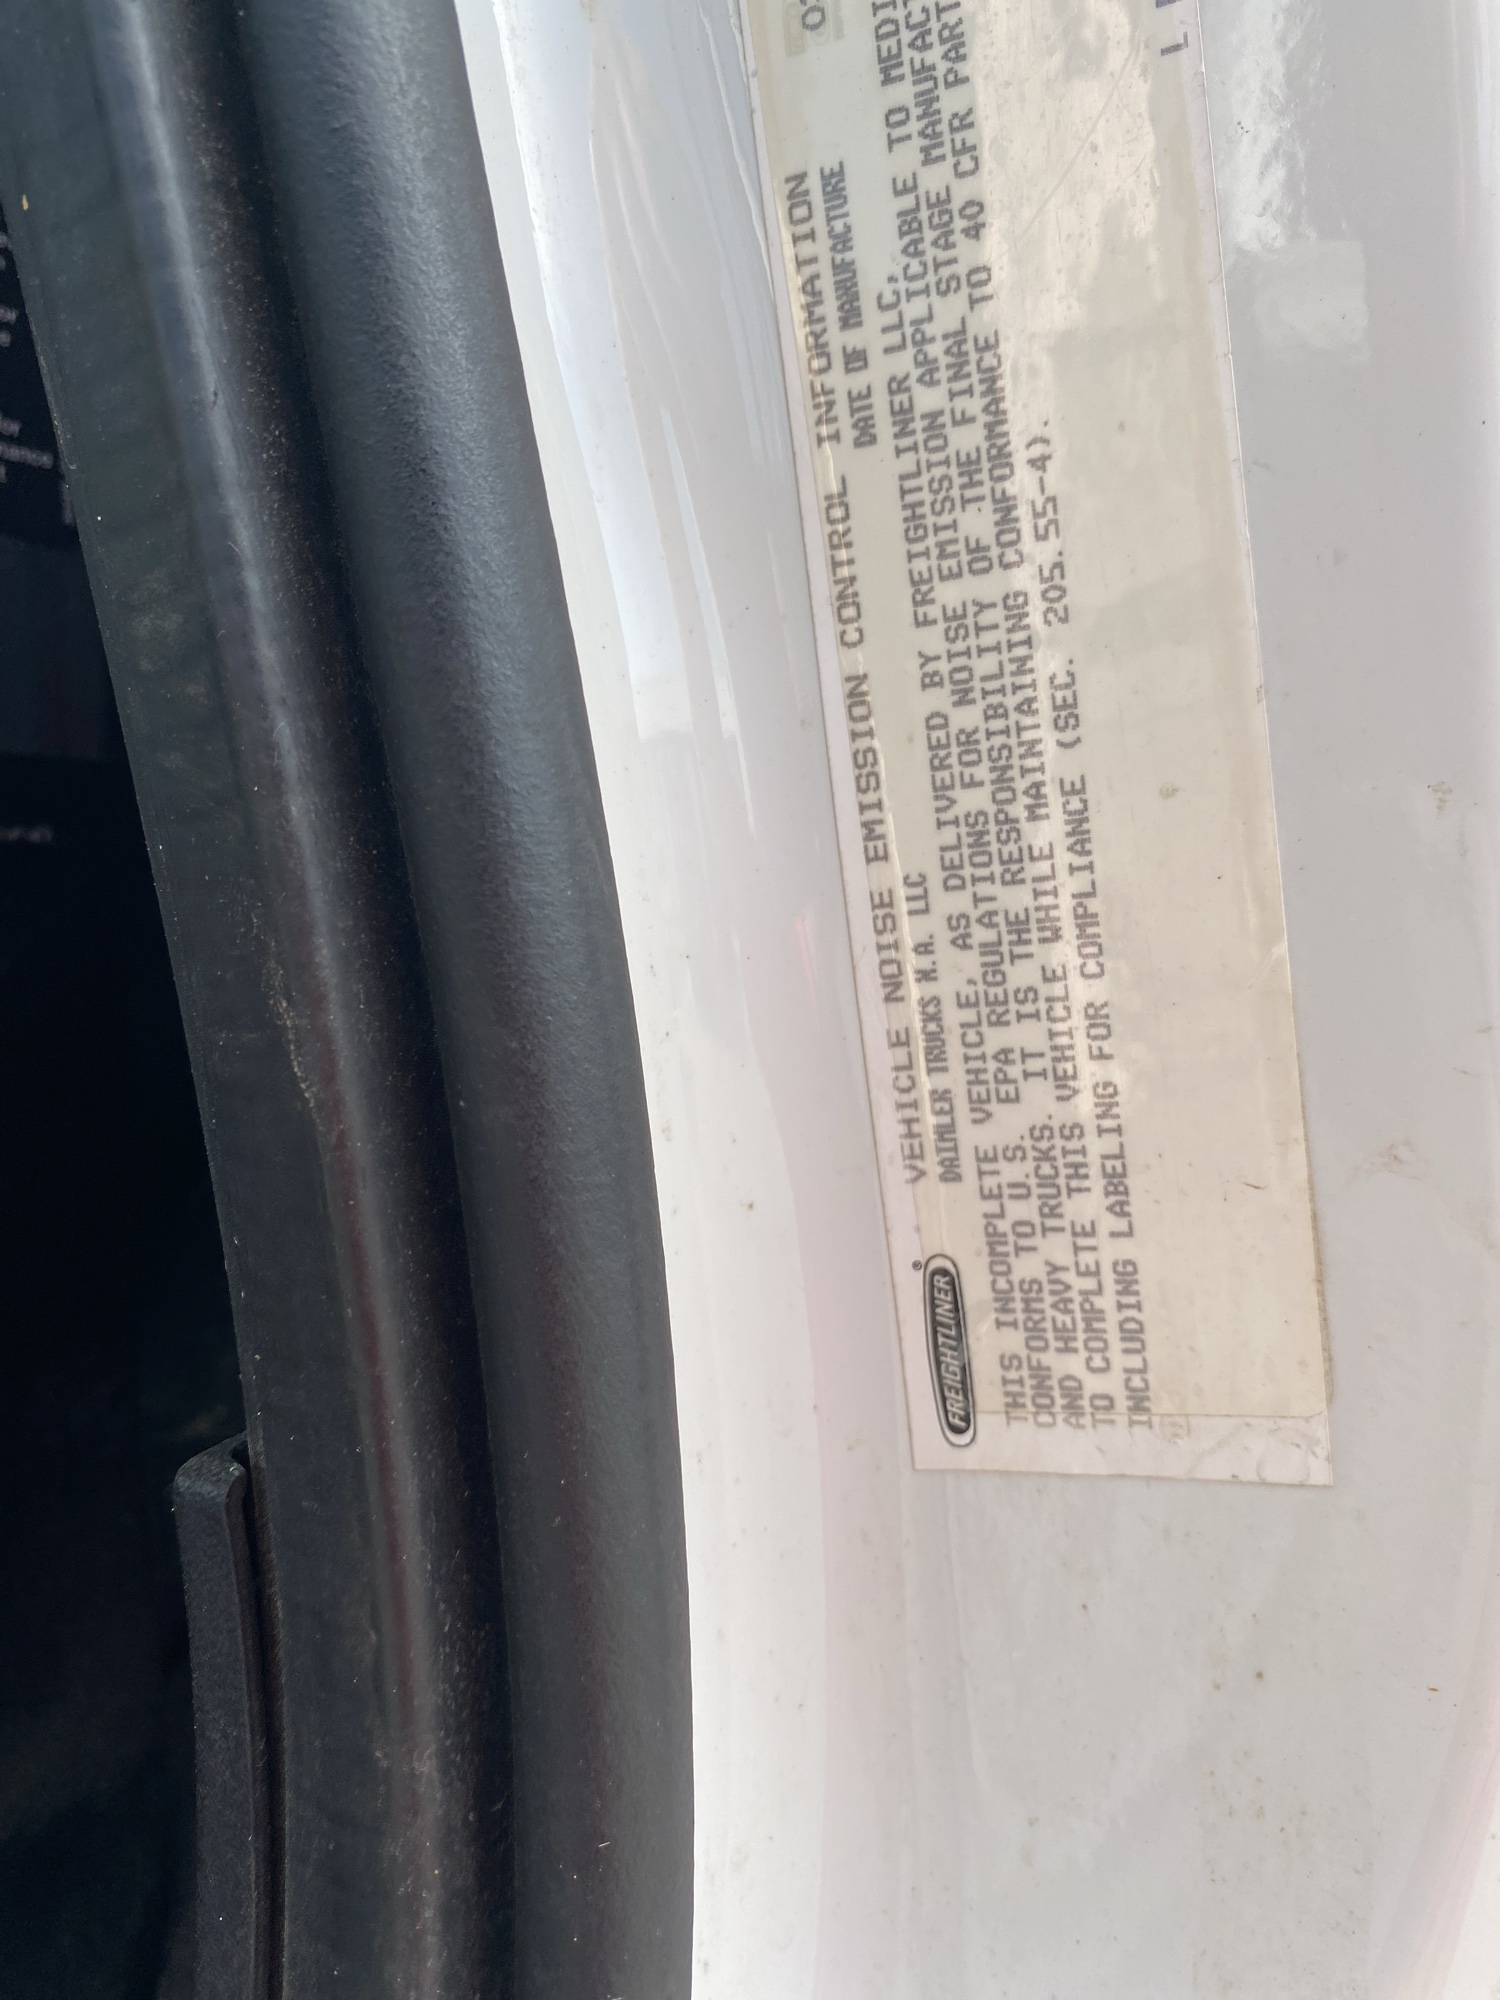 FREIGHTLINER ®
VEHICLE NOISE EMISSION CONTROL INFORMATION
DAIMLER TRUCKS N.A. LLC DATE OF MANUFACTURE
THIS INCOMPLETE VEHICLE, AS DELIVERED BY FREIGHTLINER LLC,
CONFORMS TO U.S. EPA REGULATIONS FOR NOISE EMISSION APPLICABLE TO MEDI
AND HEAVY TRUCKS. IT IS THE RESPONSIBILITY OF THE FINAL STAGE MANUFACT
TO COMPLETE THIS VEHICLE WHILE MAINTAINING CONFORMANCE TO 40 CFR PART
INCLUDING LABELING FOR COMPLIANCE (SEC. 205.55-4).